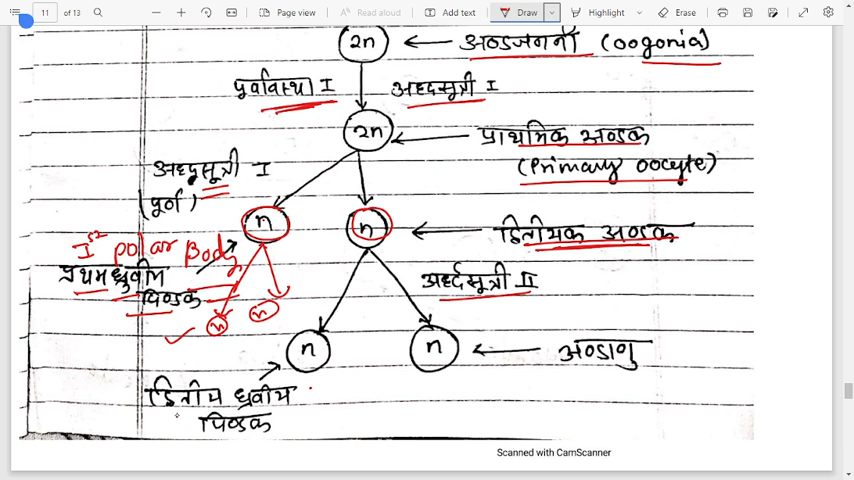 11 of 13
Page view
Read aloud
Add text
Draw
Highlight
Erase
2n ← अण्डजननी (oogonia)
पूर्वावस्था I
अर्द्धसूत्री I
2n
प्राथमिक अण्डक
(Primary oocyte)
अर्द्धसूत्री I
(पूर्ण)
n
n ← द्वितीयक अण्डक
Ist polar Body
प्रथम ध्रुवीय
पिण्डक
अर्द्धसूत्री II
n
n
n
n ← अण्डाणु
द्वितीय ध्रुवीय
पिण्डक
Scanned with CamScanner